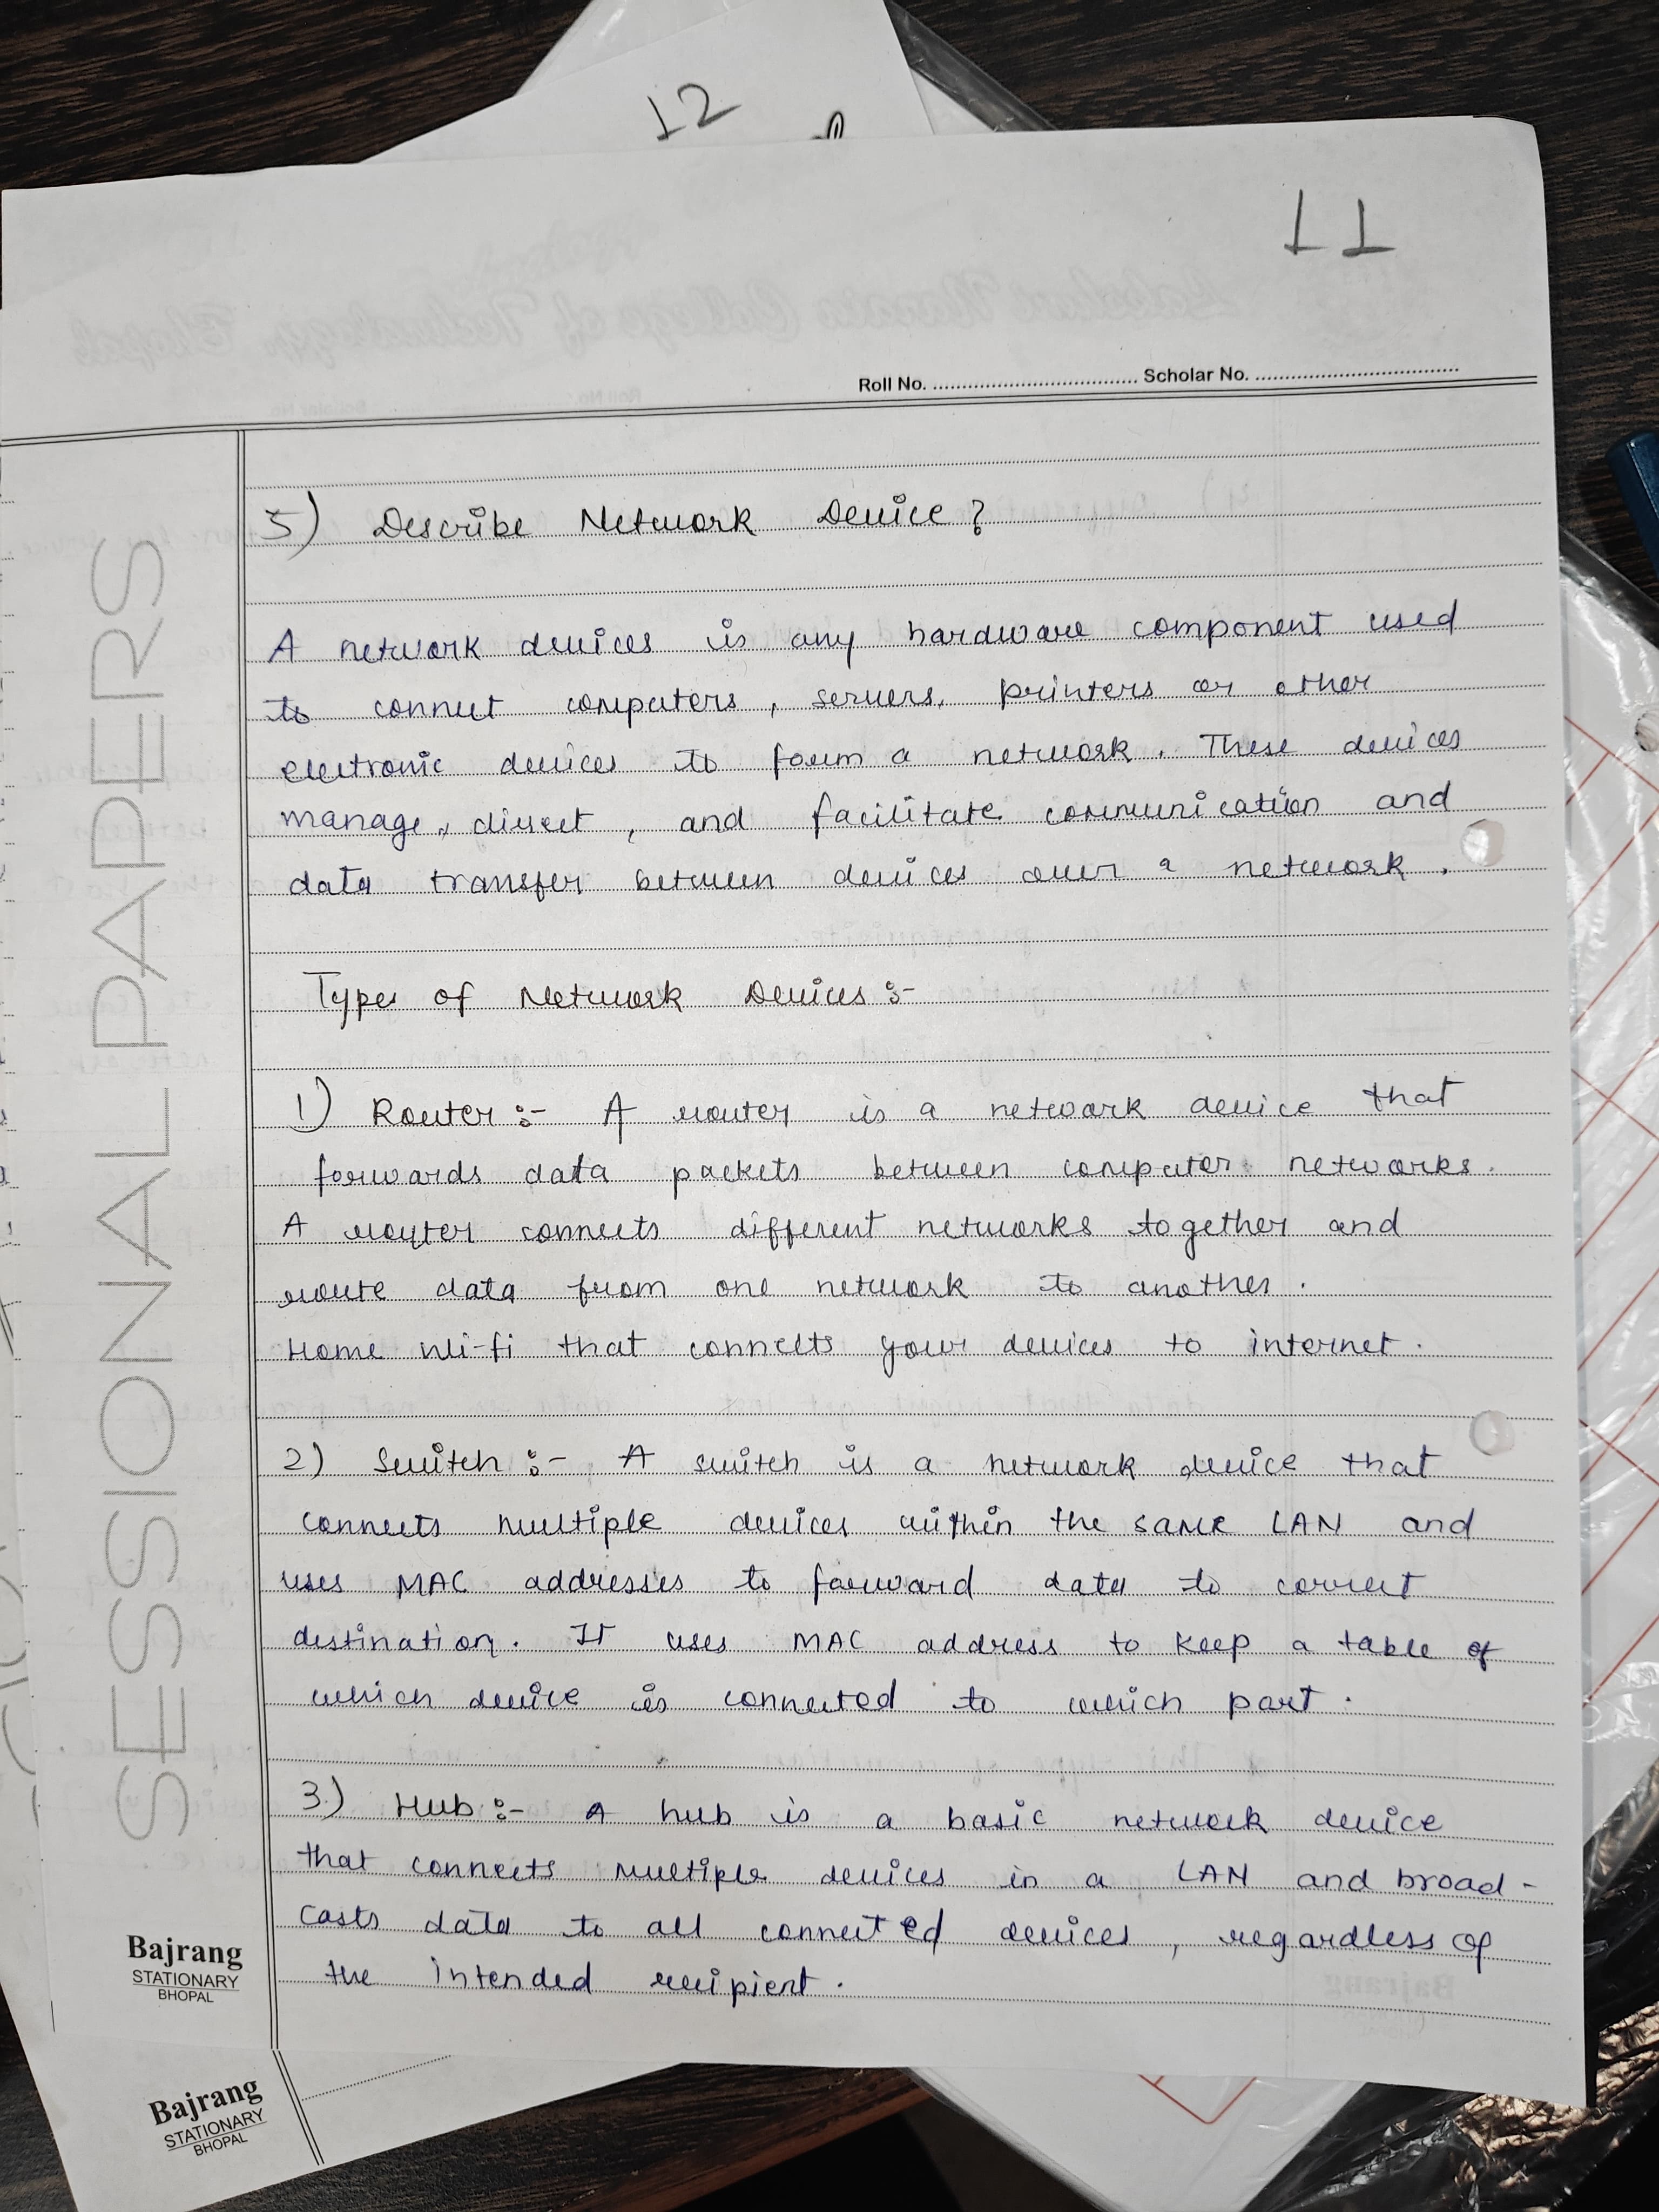 12
11
Roll No. .................................. Scholar No. ..................................
SESSIONAL PAPERS
5) Describe Network Device ?
A network devices is any hardware component used
to connect computers, servers, printers or other
electronic devices to form a network. These devices
manage, direct, and facilitate communication and
data transfer between devices over a network.
Types of Network Devices :-
1) Router :- A router is a network device that
forwards data packets between computer networks.
A router connects different networks together and
route data from one network to another.
Home Wi-fi that connects your devices to internet.
2) Switch :- A switch is a network device that
connects multiple devices within the same LAN and
uses MAC addresses to forward data to correct
destination. It uses MAC address to keep a table of
which device is connected to which part.
3) Hub :- A hub is a basic network device
that connects multiple devices in a LAN and broad-
casts data to all connected devices, regardless of
the intended recipient.
Bajrang
STATIONARY
BHOPAL
Bajrang
STATIONARY
BHOPAL